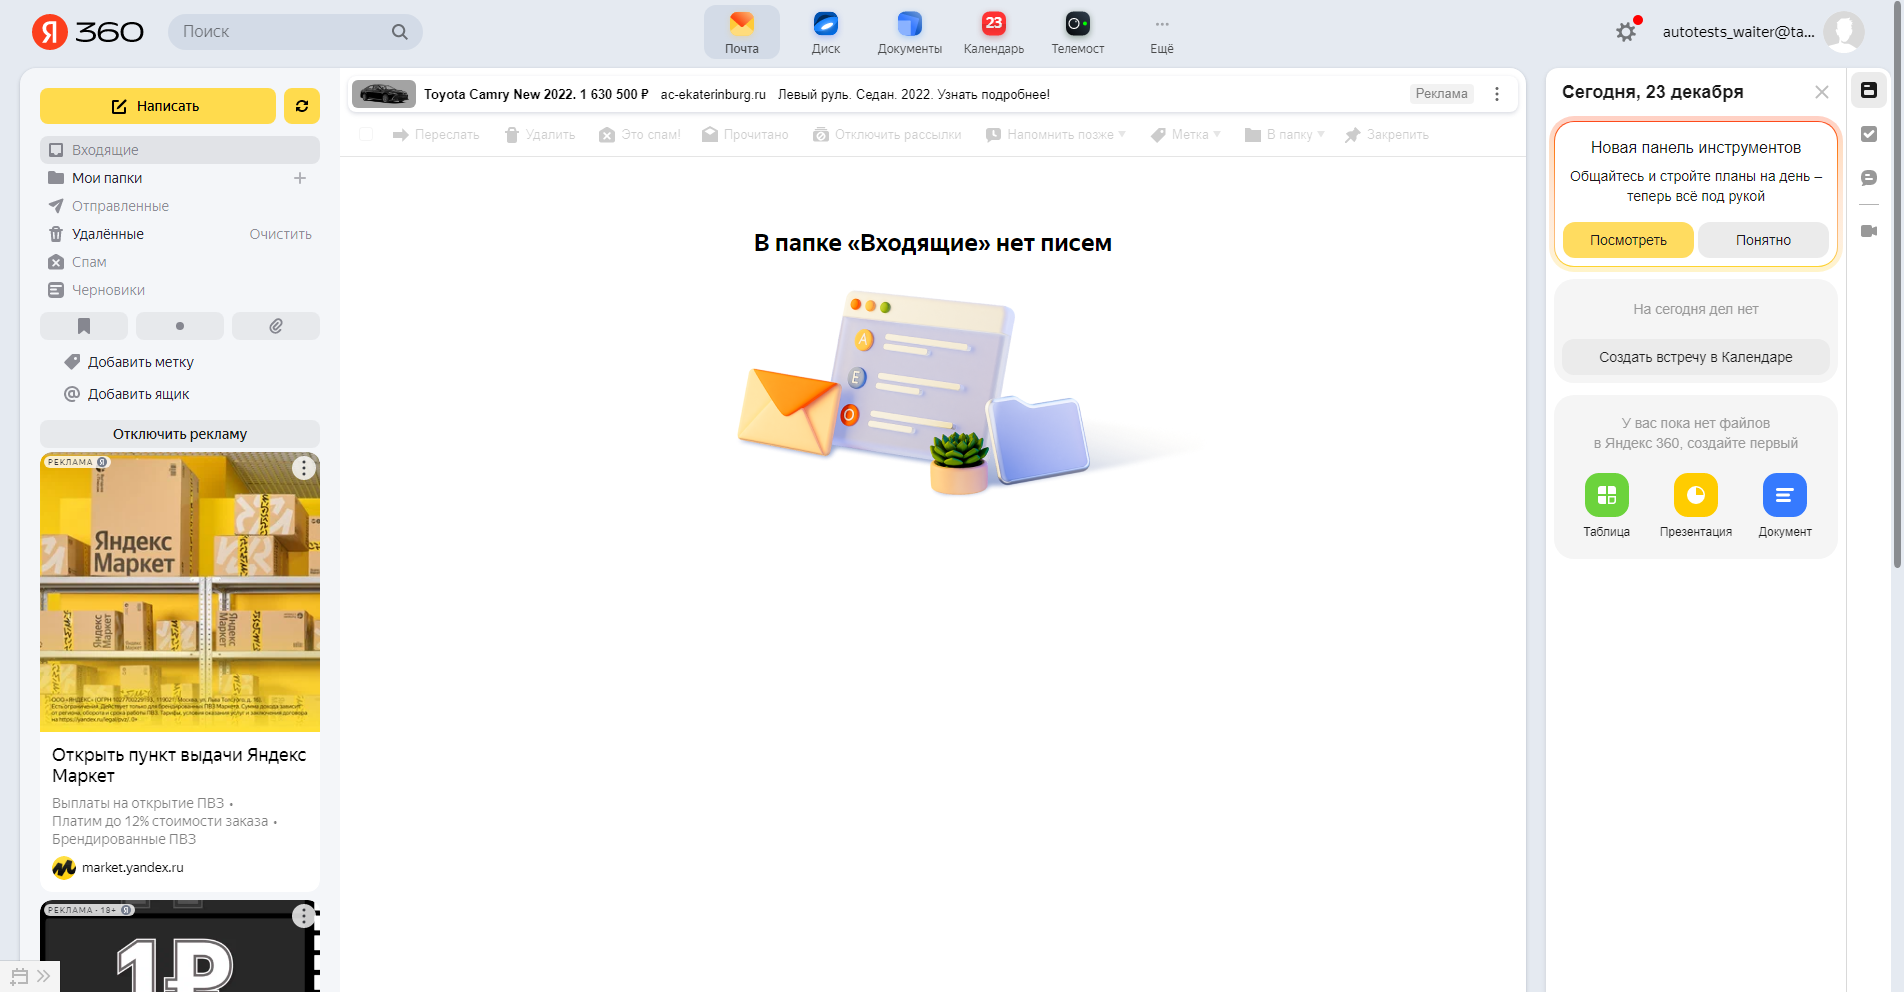 Я 360
Поиск
Почта
Диск
Документы
23
Календарь
Телемост
Ещё
autotests_waiter@ta...
Написать
Входящие
Мои папки
Отправленные
Удалённые
Очистить
Спам
Черновики
Добавить метку
Добавить ящик
Отключить рекламу
РЕКЛАМА
Яндекс
Маркет
Открыть пункт выдачи Яндекс
Маркет
Выплаты на открытие ПВЗ •
Платим до 12% стоимости заказа •
Брендированные ПВЗ
market.yandex.ru
РЕКЛАМА • 18+
1₽
Toyota Camry New 2022. 1 630 500 ₽ ac-ekaterinburg.ru Левый руль. Седан. 2022. Узнать подробнее!
Реклама
Переслать
Удалить
Это спам!
Прочитано
Отключить рассылки
Напомнить позже
Метка
В папку
Закрепить
В папке «Входящие» нет писем
A
E
O
Сегодня, 23 декабря
Новая панель инструментов
Общайтесь и стройте планы на день –
теперь всё под рукой
Посмотреть
Понятно
На сегодня дел нет
Создать встречу в Календаре
У вас пока нет файлов
в Яндекс 360, создайте первый
Таблица
Презентация
Документ